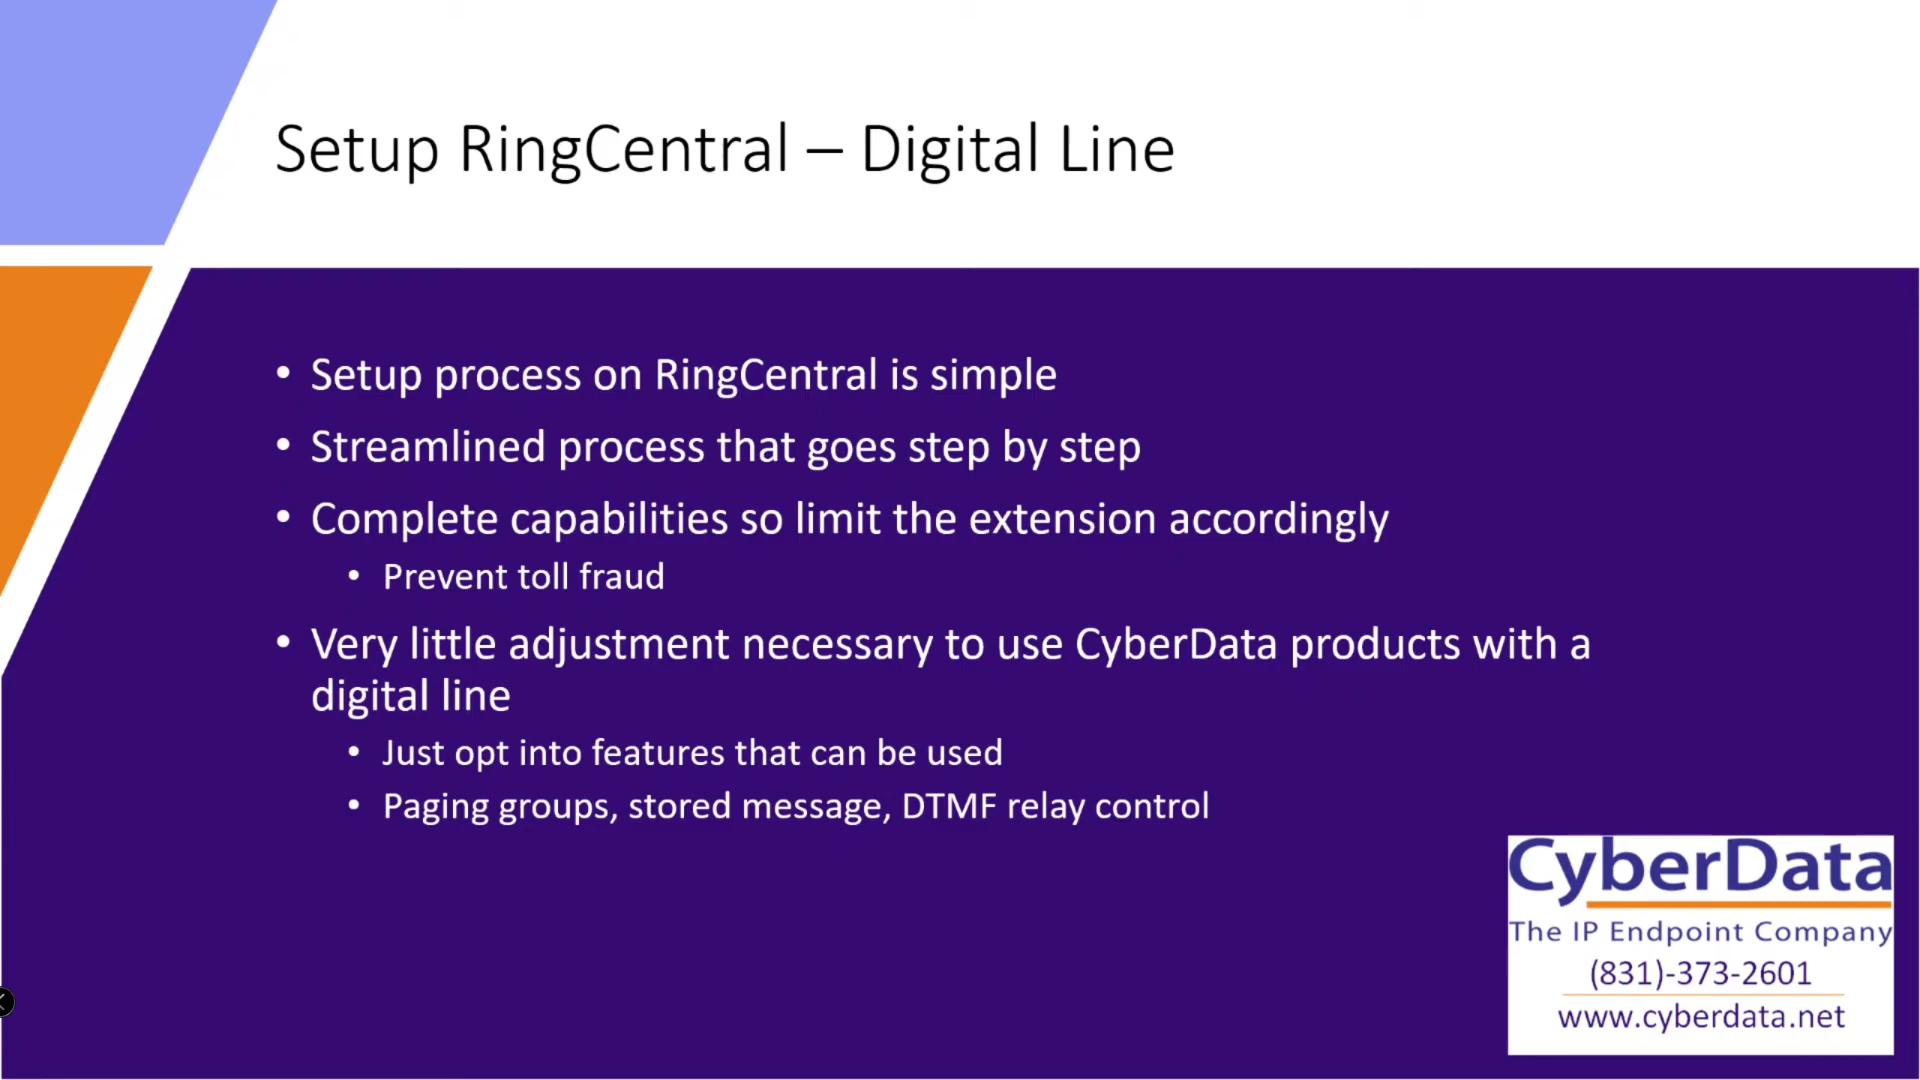 Setup RingCentral – Digital Line
• Setup process on RingCentral is simple
• Streamlined process that goes step by step
• Complete capabilities so limit the extension accordingly
• Prevent toll fraud
• Very little adjustment necessary to use CyberData products with a
digital line
• Just opt into features that can be used
• Paging groups, stored message, DTMF relay control
CyberData
The IP Endpoint Company
(831)-373-2601
www.cyberdata.net